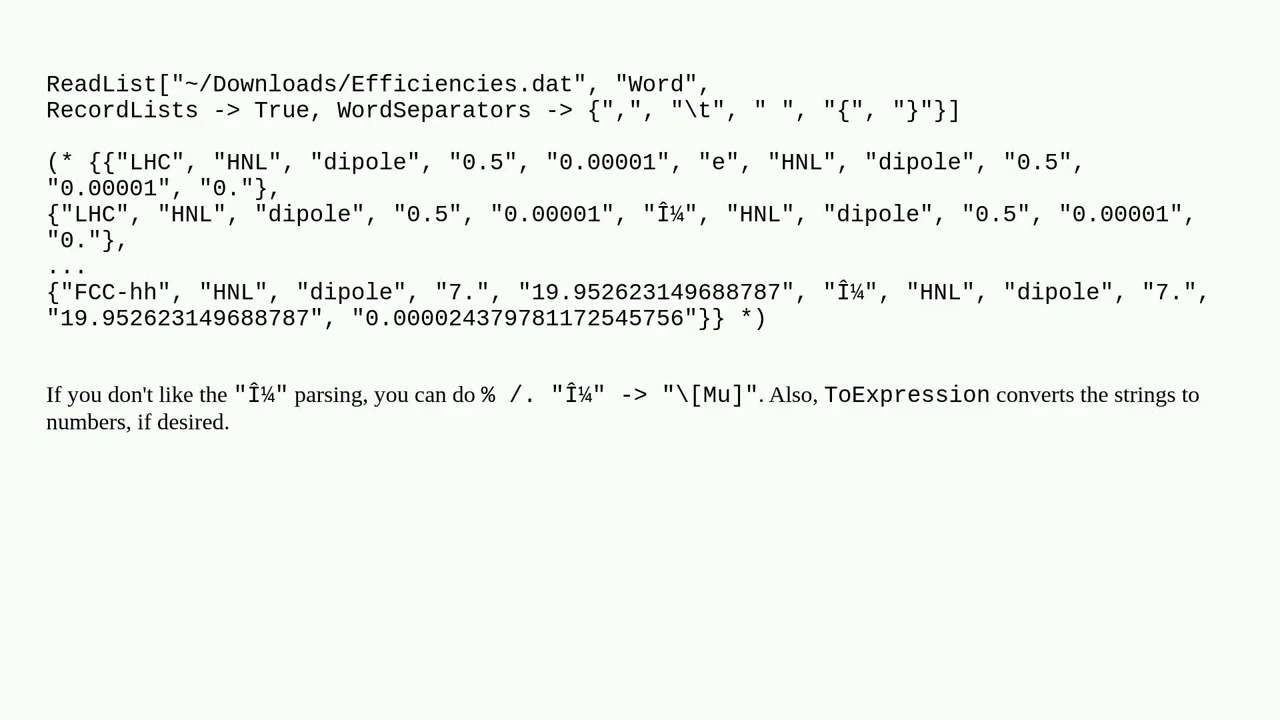 ReadList["~/Downloads/Efficiencies.dat", "Word",
RecordLists -> True, WordSeparators -> {",", "\t", " ", "{", "}"}]
(* {{"LHC", "HNL", "dipole", "0.5", "0.00001", "e", "HNL", "dipole", "0.5",
"0.00001", "0."},
{"LHC", "HNL", "dipole", "0.5", "0.00001", "Î¼", "HNL", "dipole", "0.5", "0.00001",
"0."},
...
{"FCC-hh", "HNL", "dipole", "7.", "19.952623149688787", "Î¼", "HNL", "dipole", "7.",
"19.952623149688787", "0.000024379781172545756"}} *)
If you don't like the "Î¼" parsing, you can do % /. "Î¼" -> "\[Mu]". Also, ToExpression converts the strings to
numbers, if desired.